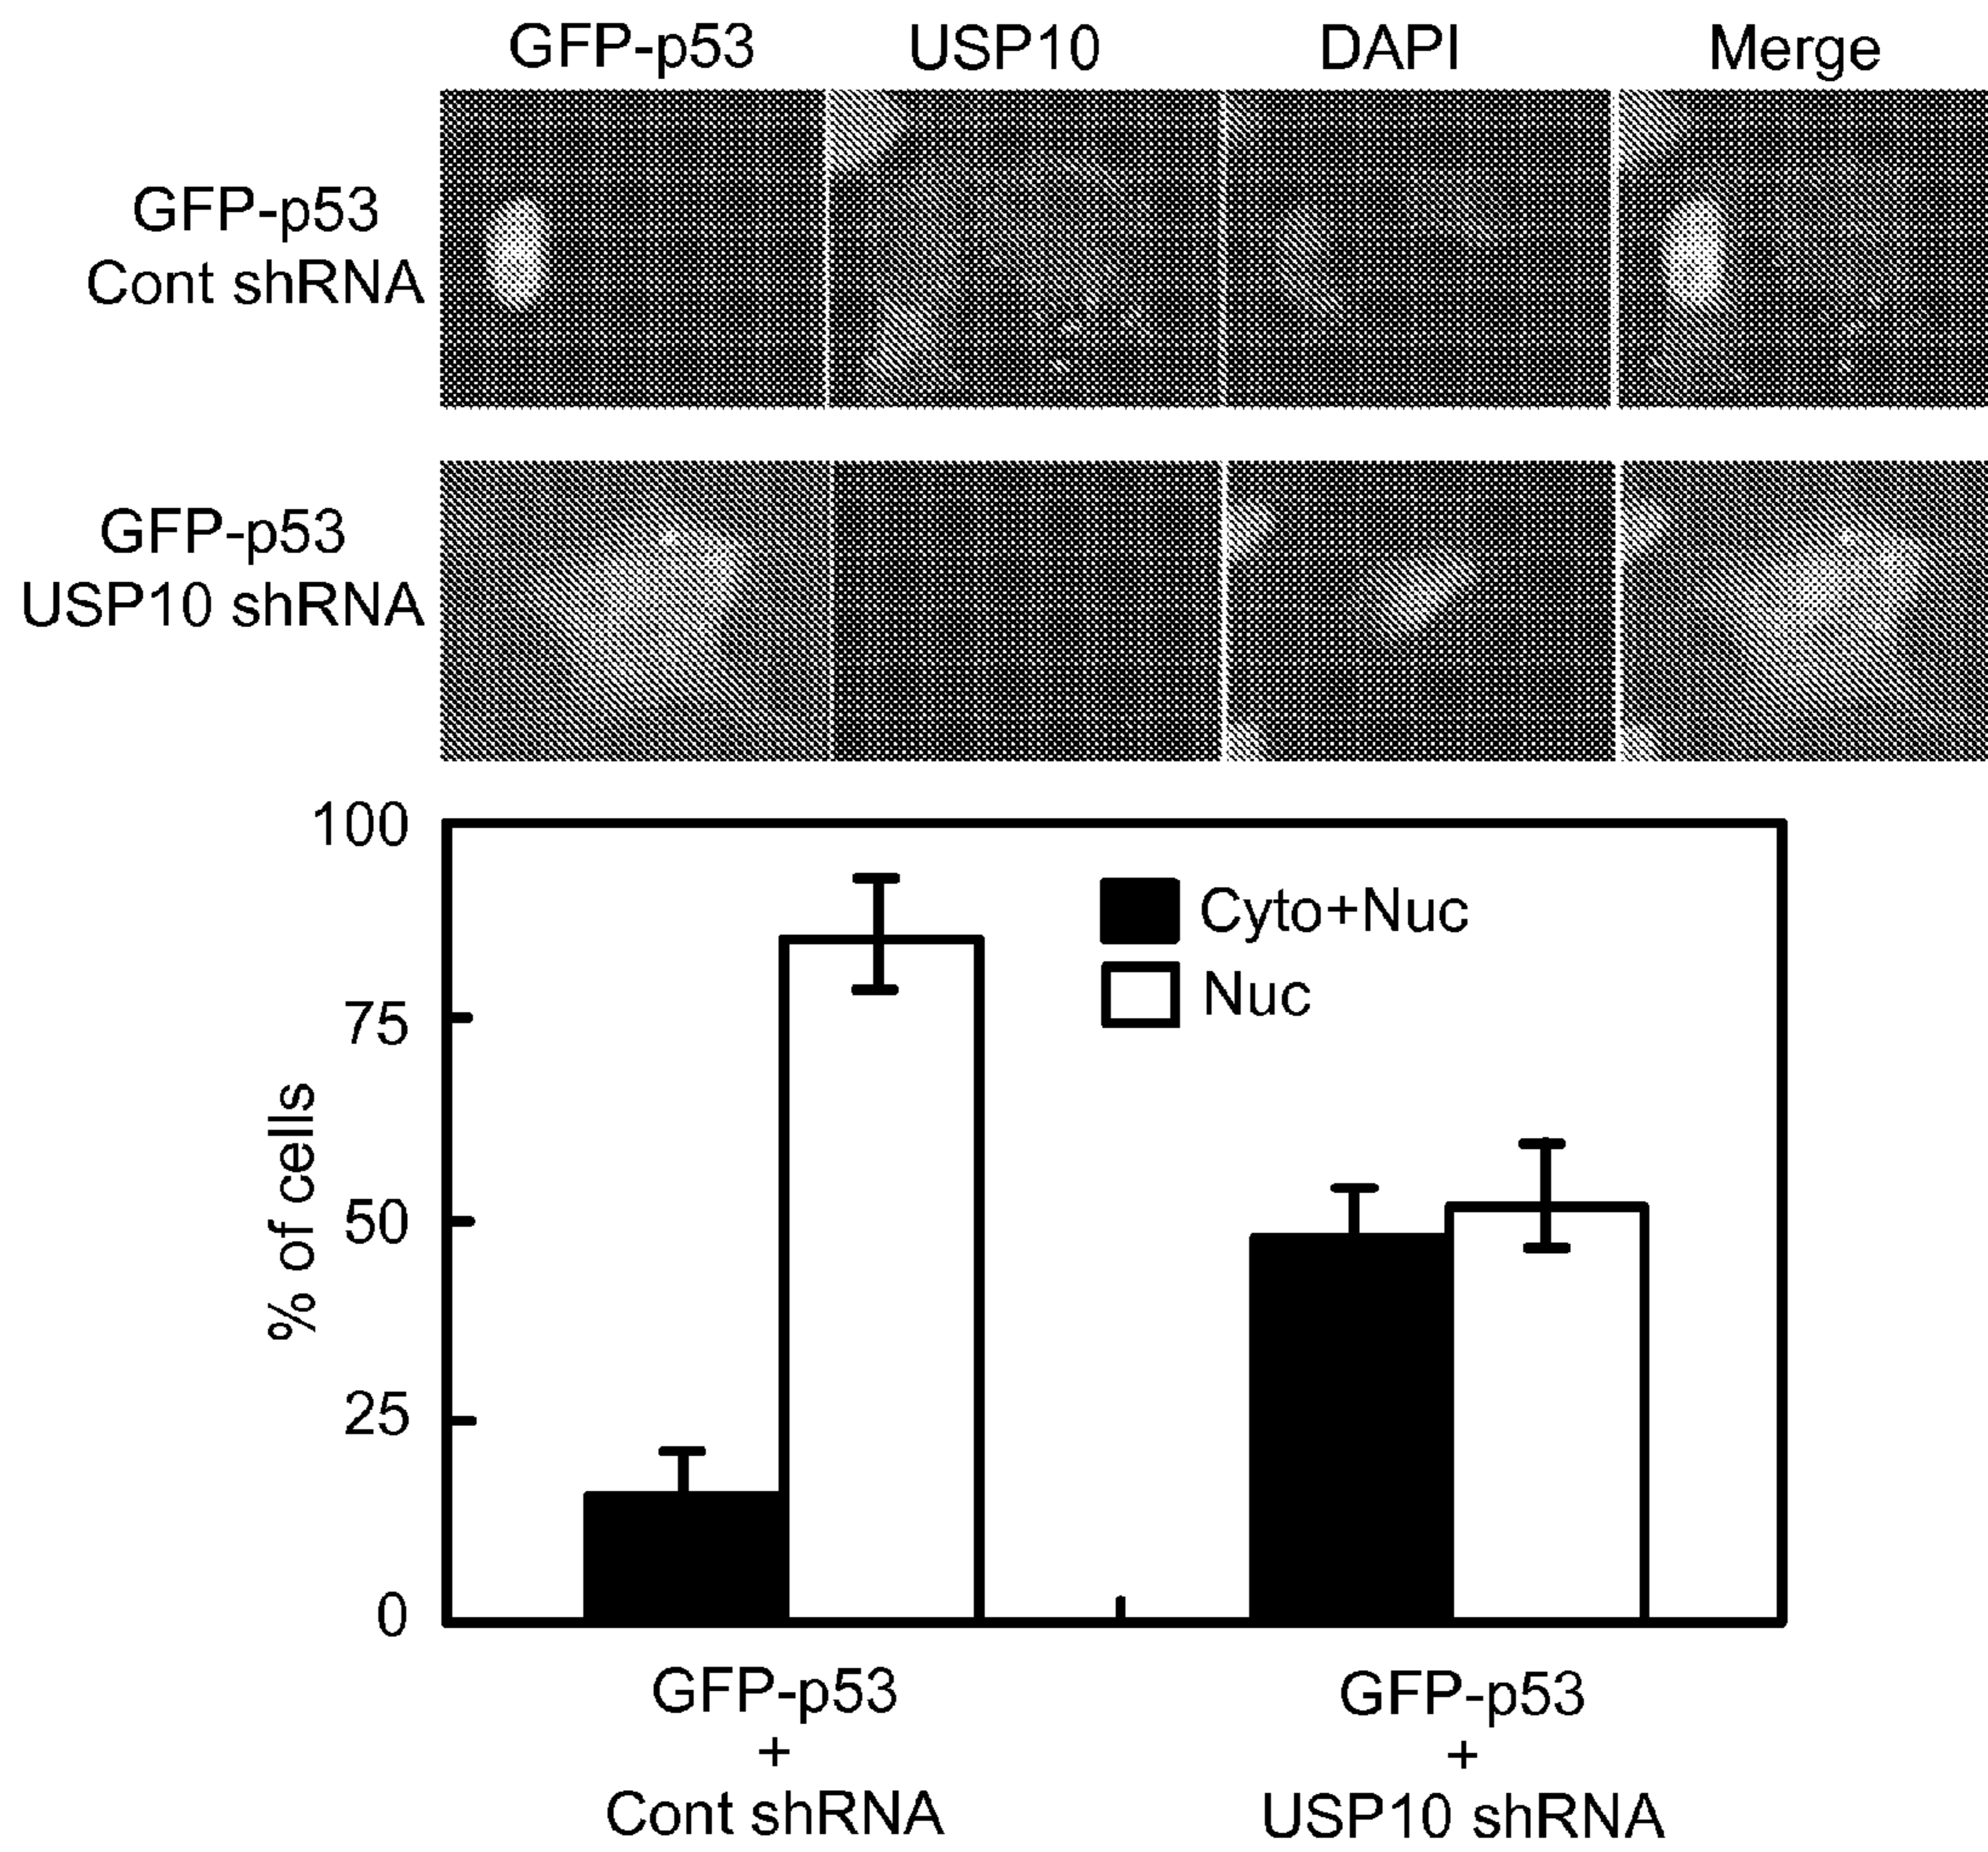 GFP-p53 USP10 DAPI Merge
GFP-p53
Cont shRNA
GFP-p53
USP10 shRNA
100
75
50
25
0
% of cells
Cyto+Nuc
Nuc
GFP-p53
+
Cont shRNA
GFP-p53
+
USP10 shRNA